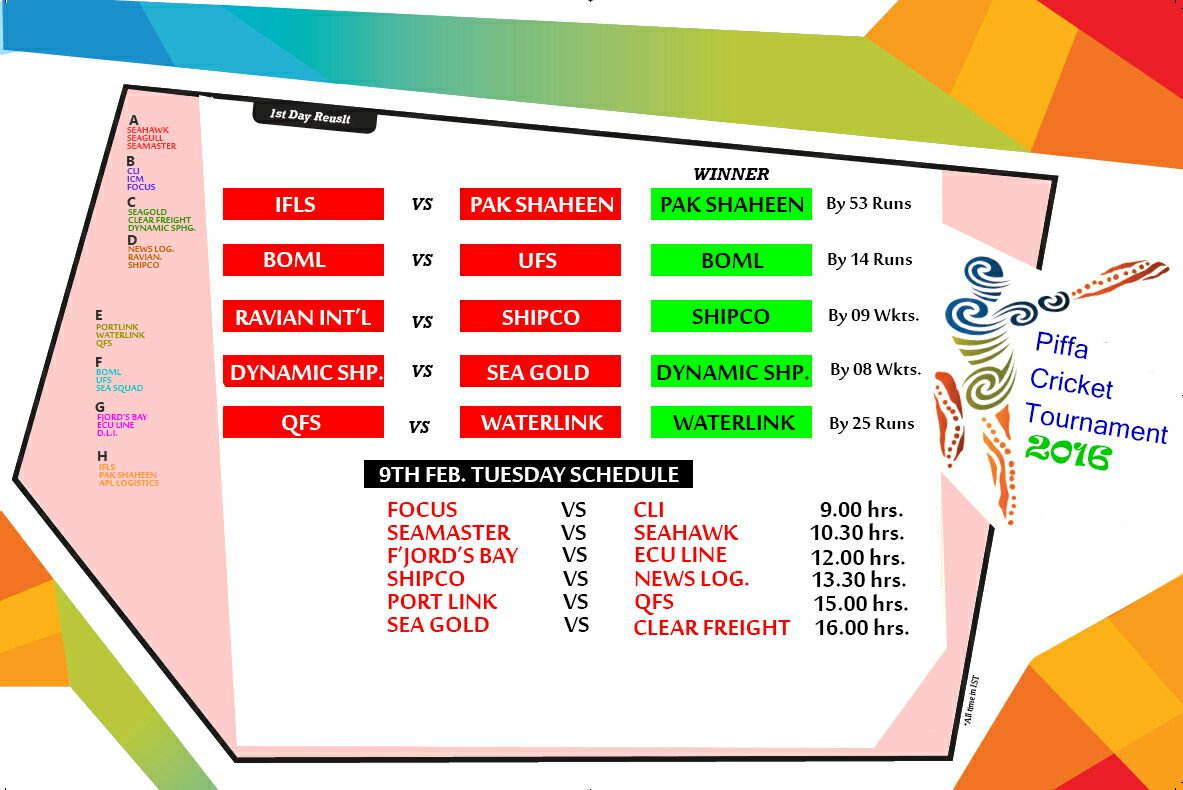 1st Day Reuslt
A
SEAHAWK
SEAGULL
SEAMASTER
B
CLI
ICM
FOCUS
C
SEAGOLD
CLEAR FREIGHT
DYNAMIC SPHG.
D
NEWS LOG.
RAVIAN.
SHIPCO
E
PORTLINK
WATERLINK
QFS
F
BOML
UFS
SEA SQUAD
G
FJORD'S BAY
ECU LINE
D.L.I.
H
IFLS
PAK SHAHEEN
APL LOGISTICS
WINNER
IFLS VS PAK SHAHEEN PAK SHAHEEN By 53 Runs
BOML VS UFS BOML By 14 Runs
RAVIAN INT'L VS SHIPCO SHIPCO By 09 Wkts.
DYNAMIC SHP. VS SEA GOLD DYNAMIC SHP. By 08 Wkts.
QFS VS WATERLINK WATERLINK By 25 Runs
9TH FEB. TUESDAY SCHEDULE
FOCUS VS CLI 9.00 hrs.
SEAMASTER VS SEAHAWK 10.30 hrs.
F'JORD'S BAY VS ECU LINE 12.00 hrs.
SHIPCO VS NEWS LOG. 13.30 hrs.
PORT LINK VS QFS 15.00 hrs.
SEA GOLD VS CLEAR FREIGHT 16.00 hrs.
Piffa
Cricket
Tournament
2016
*All time in IST